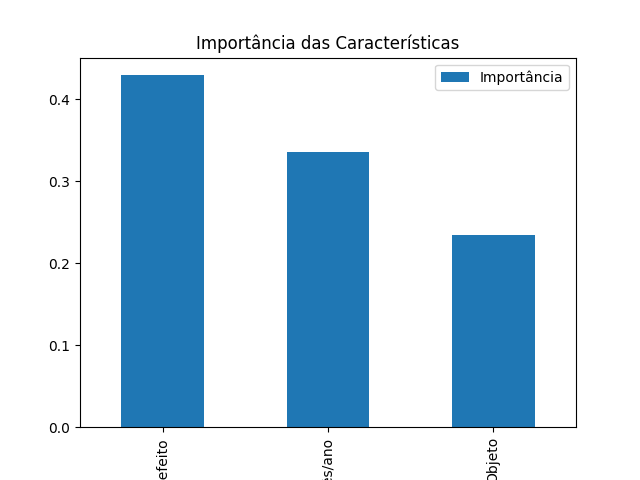 Importância das Características
Importância
0.4
0.3
0.2
0.1
0.0
efeito
es/ano
Objeto